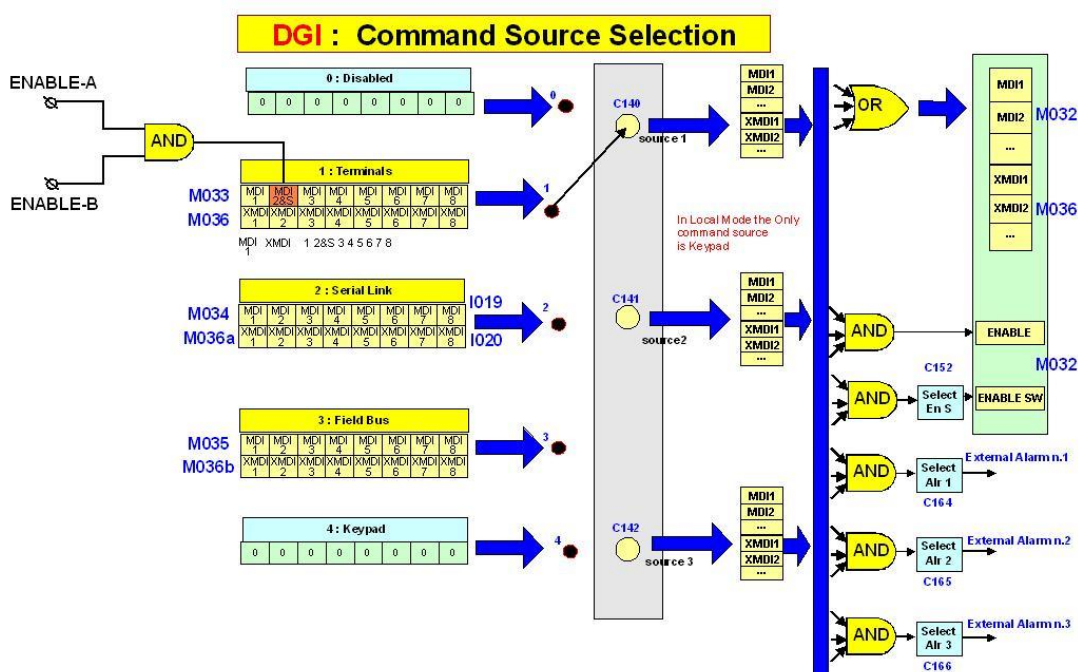 DGI : Command Source Selection
ENABLE-A
ENABLE-B
AND
0 : Disabled
0 0 0 0 0 0 0 0
0
1 : Terminals
M033
MDI 1 MDI 2&S MDI 3 MDI 4 MDI 5 MDI 6 MDI 7 MDI 8
M036
XMDI 1 XMDI 2 XMDI 3 XMDI 4 XMDI 5 XMDI 6 XMDI 7 XMDI 8
1
MDI 1 XMDI 1 2&S 3 4 5 6 7 8
2 : Serial Link
I019
M034
MDI 1 MDI 2 MDI 3 MDI 4 MDI 5 MDI 6 MDI 7 MDI 8
M036a
XMDI 1 XMDI 2 XMDI 3 XMDI 4 XMDI 5 XMDI 6 XMDI 7 XMDI 8
I020
2
3 : Field Bus
M035
MDI 1 MDI 2 MDI 3 MDI 4 MDI 5 MDI 6 MDI 7 MDI 8
M036b
XMDI 1 XMDI 2 XMDI 3 XMDI 4 XMDI 5 XMDI 6 XMDI 7 XMDI 8
3
4 : Keypad
0 0 0 0 0 0 0 0
4
C140
source 1
C141
source2
C142
source 3
MDI1
MDI2
...
XMDI1
XMDI2
...
In Local Mode the Only
command source
is Keypad
MDI1
MDI2
...
XMDI1
XMDI2
...
MDI1
MDI2
...
XMDI1
XMDI2
...
OR
MDI1
MDI2
...
XMDI1
XMDI2
...
M032
M036
AND
ENABLE
M032
C152
AND
Select
En S
ENABLE SW
AND
Select
Alr 1
External Alarm n.1
C164
AND
Select
Alr 2
External Alarm n.2
C165
AND
Select
Alr 3
External Alarm n.3
C166